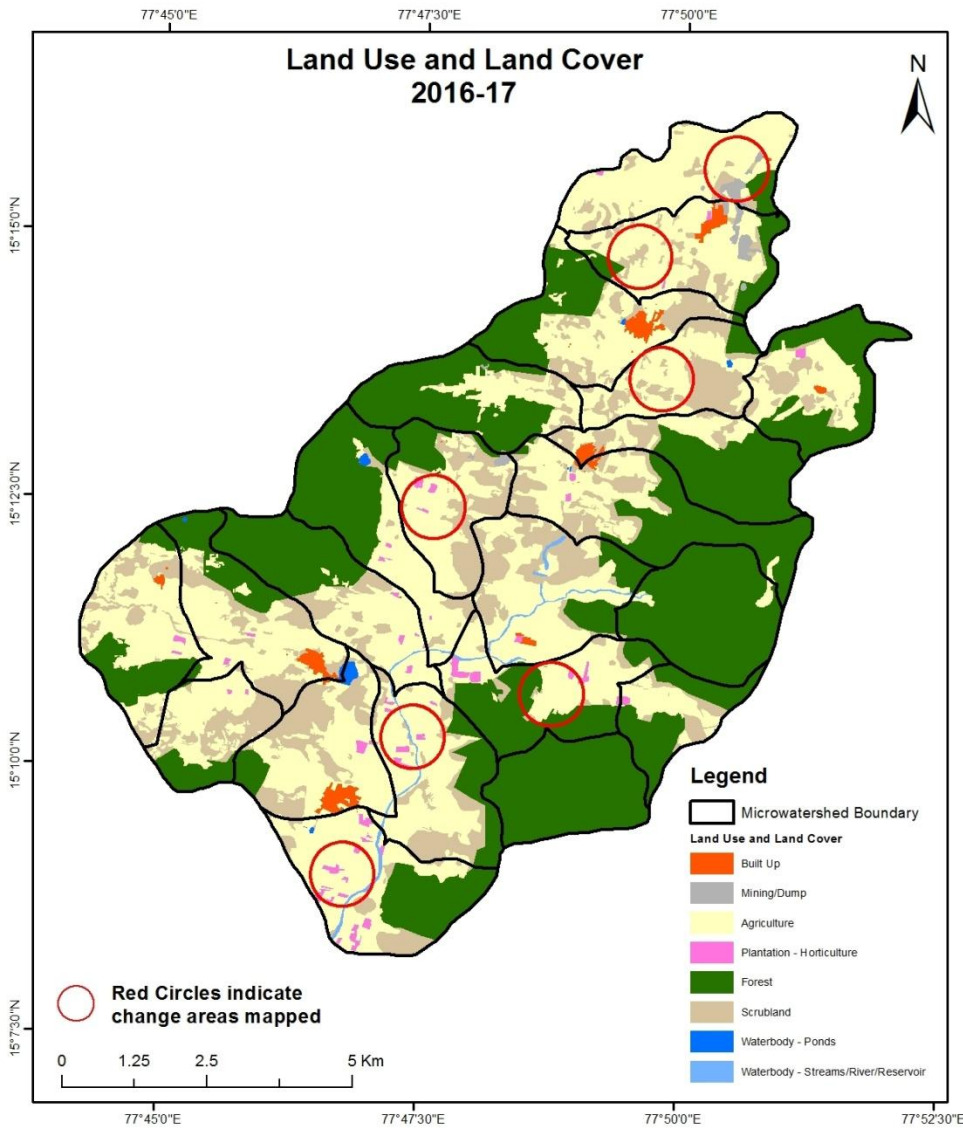 77°45'0"E
77°47'30"E
77°50'0"E
Land Use and Land Cover
2016-17
N
15°15'0"N
15°12'30"N
15°10'0"N
15°7'30"N
Legend
Microwatershed Boundary
Land Use and Land Cover
Built Up
Mining/Dump
Agriculture
Plantation - Horticulture
Forest
Scrubland
Waterbody - Ponds
Waterbody - Streams/River/Reservoir
Red Circles indicate
change areas mapped
0 1.25 2.5 5 Km
77°45'0"E
77°47'30"E
77°50'0"E
77°52'30"E